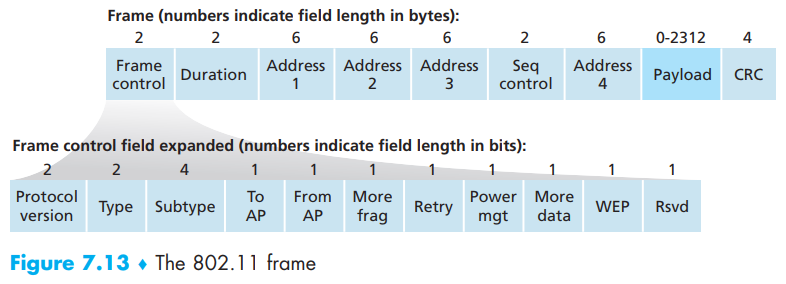 Frame (numbers indicate field length in bytes):
2 2 6 6 6 2 6 0-2312 4
Frame control Duration Address 1 Address 2 Address 3 Seq control Address 4 Payload CRC
Frame control field expanded (numbers indicate field length in bits):
2 2 4 1 1 1 1 1 1 1 1
Protocol version Type Subtype To AP From AP More frag Retry Power mgt More data WEP Rsvd
Figure 7.13 ♦ The 802.11 frame